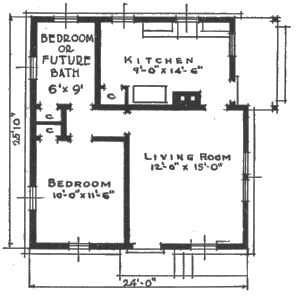 BEDROOM
OR
FUTURE
BATH
6'x 9'
KITCHEN
9'-0"x 14'-6"
C
C
C
LIVING ROOM
12'-0"x 15'-0"
BEDROOM
10'-0"x 11'-6"
25'10"
24'-0"